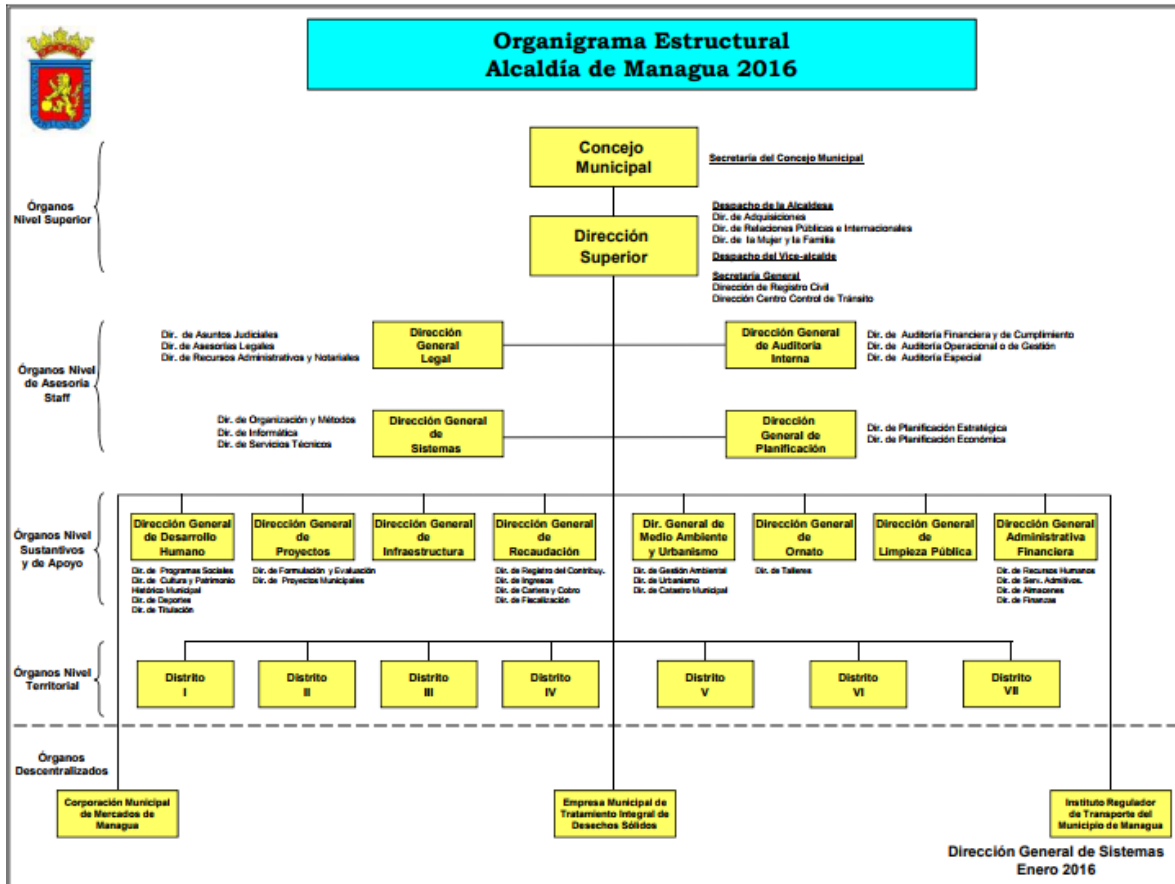 Organigrama Estructural
Alcaldía de Managua 2016
Órganos
Nivel Superior
Concejo
Municipal
Secretaría del Concejo Municipal
Dirección
Superior
Despacho de la Alcaldesa
Dir. de Adquisiciones
Dir. de Relaciones Públicas e Internacionales
Dir. de la Mujer y la Familia
Despacho del Vice-alcalde
Secretaría General
Dirección de Registro Civil
Dirección Centro Control de Tránsito
Órganos Nivel
de Asesoría
Staff
Dir. de Asuntos Judiciales
Dir. de Asesorías Legales
Dir. de Recursos Administrativos y Notariales
Dirección
General
Legal
Dirección General
de Auditoría
Interna
Dir. de Auditoría Financiera y de Cumplimiento
Dir. de Auditoría Operacional o de Gestión
Dir. de Auditoría Especial
Dir. de Organización y Métodos
Dir. de Informática
Dir. de Servicios Técnicos
Dirección General
de
Sistemas
Dirección
General de
Planificación
Dir. de Planificación Estratégica
Dir. de Planificación Económica
Órganos Nivel
Sustantivos
y de Apoyo
Dirección General
de Desarrollo
Humano
Dir. de Programas Sociales
Dir. de Cultura y Patrimonio
Histórico Municipal
Dir. de Deportes
Dir. de Titulación
Dirección General
de
Proyectos
Dir. de Formulación y Evaluación
Dir. de Proyectos Municipales
Dirección General
de
Infraestructura
Dirección General
de
Recaudación
Dir. de Registro del Contribuy.
Dir. de Ingresos
Dir. de Cartera y Cobro
Dir. de Fiscalización
Dir. General de
Medio Ambiente
y Urbanismo
Dir. de Gestión Ambiental
Dir. de Urbanismo
Dir. de Catastro Municipal
Dirección General
de
Ornato
Dir. de Talleres
Dirección General
de
Limpieza Pública
Dirección General
Administrativa
Financiera
Dir. de Recursos Humanos
Dir. de Serv. Admitivos.
Dir. de Almacenes
Dir. de Finanzas
Órganos Nivel
Territorial
Distrito
I
Distrito
II
Distrito
III
Distrito
IV
Distrito
V
Distrito
VI
Distrito
VII
Órganos
Descentralizados
Corporación Municipal
de Mercados de
Managua
Empresa Municipal de
Tratamiento Integral de
Desechos Sólidos
Instituto Regulador
de Transporte del
Municipio de Managua
Dirección General de Sistemas
Enero 2016